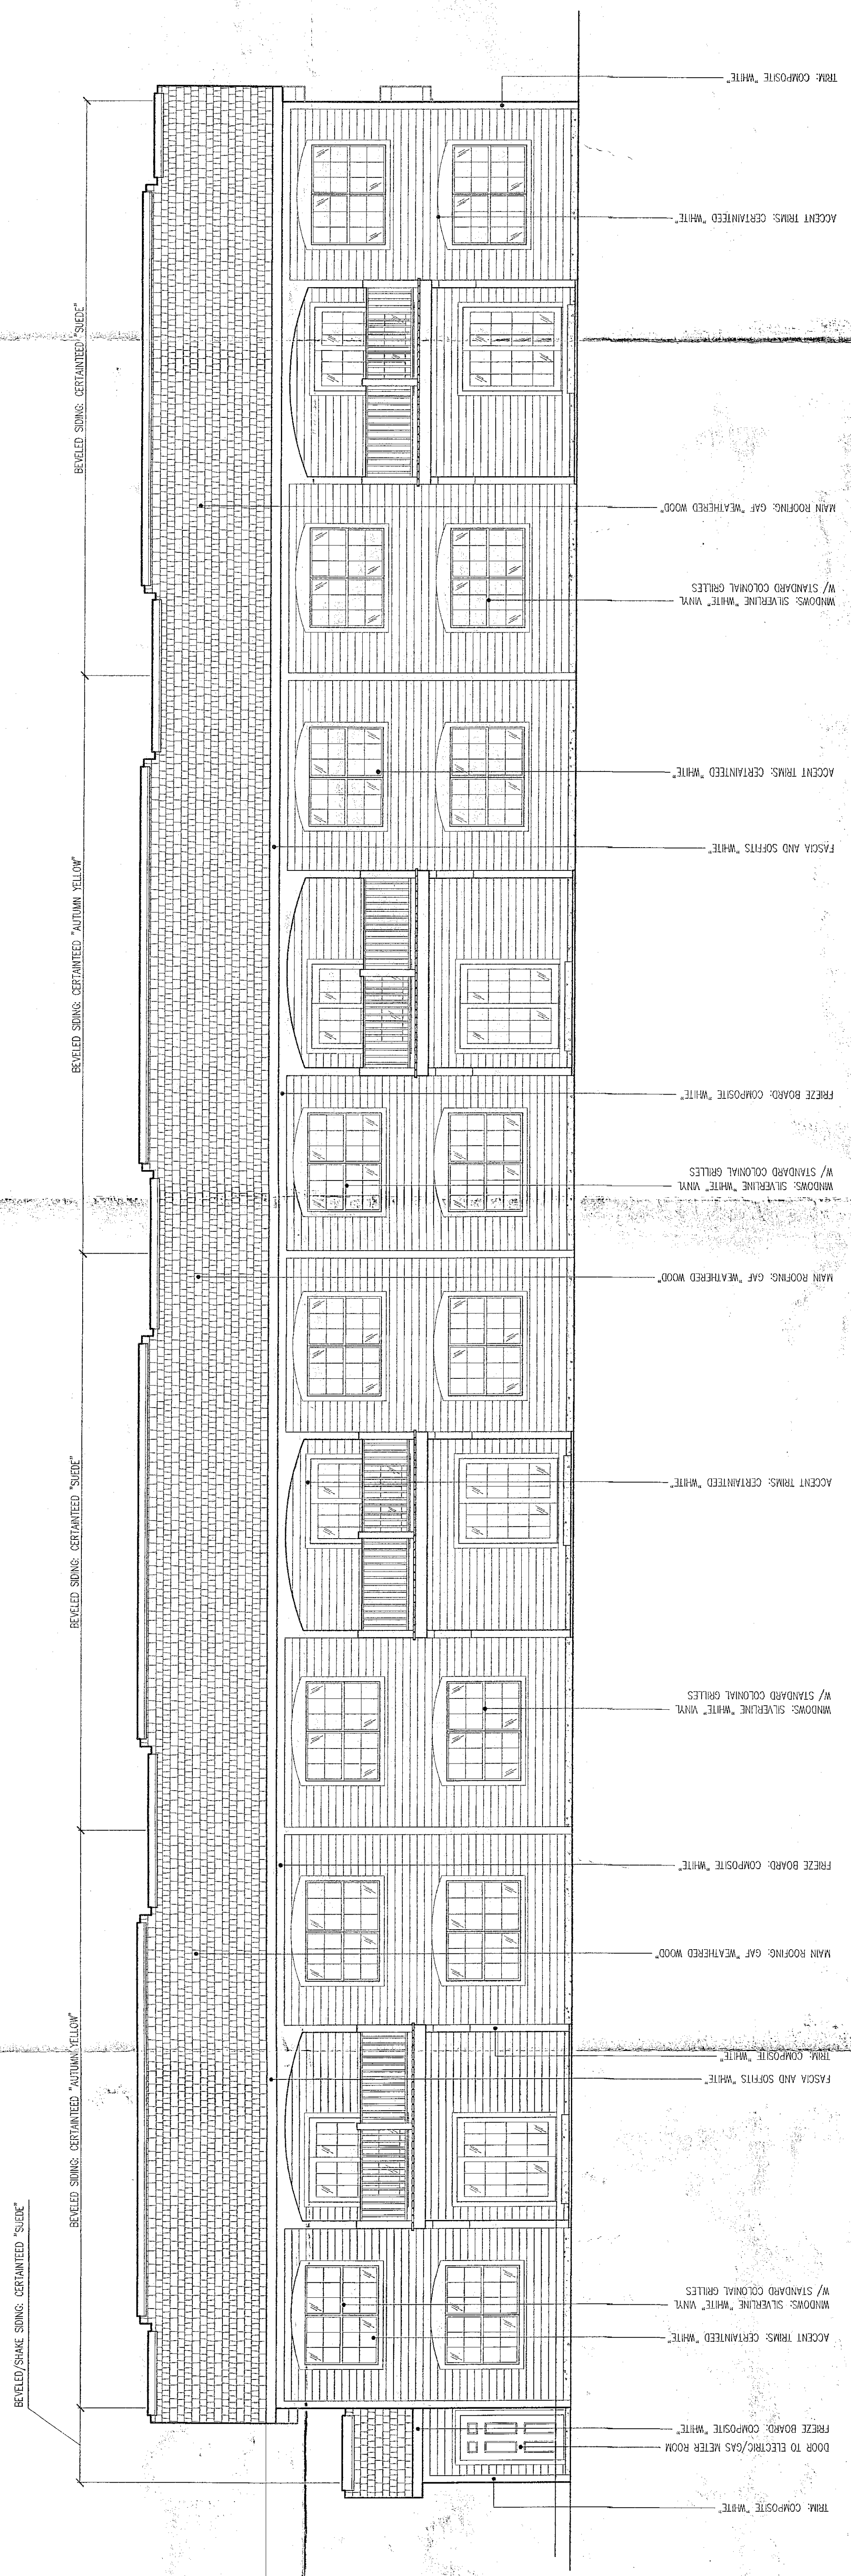 TRIM: COMPOSITE "WHITE"
ACCENT TRIMS: CERTAINTEED "WHITE"
MAIN ROOFING: GAF "WEATHERED WOOD"
WINDOWS: SILVERLINE "WHITE" VINYL
W/ STANDARD COLONIAL GRILLES
ACCENT TRIMS: CERTAINTEED "WHITE"
FASCIA AND SOFFITS "WHITE"
FRIEZE BOARD: COMPOSITE "WHITE"
WINDOWS: SILVERLINE "WHITE" VINYL
W/ STANDARD COLONIAL GRILLES
MAIN ROOFING: GAF "WEATHERED WOOD"
ACCENT TRIMS: CERTAINTEED "WHITE"
WINDOWS: SILVERLINE "WHITE" VINYL
W/ STANDARD COLONIAL GRILLES
FRIEZE BOARD: COMPOSITE "WHITE"
MAIN ROOFING: GAF "WEATHERED WOOD"
TRIM: COMPOSITE "WHITE"
FASCIA AND SOFFITS "WHITE"
WINDOWS: SILVERLINE "WHITE" VINYL
W/ STANDARD COLONIAL GRILLES
ACCENT TRIMS: CERTAINTEED "WHITE"
FRIEZE BOARD: COMPOSITE "WHITE"
DOOR TO ELECTRIC/GAS METER ROOM
TRIM: COMPOSITE "WHITE"
BEVELED SIDING: CERTAINTEED "SUEDE"
BEVELED SIDING: CERTAINTEED "AUTUMN YELLOW"
BEVELED SIDING: CERTAINTEED "SUEDE"
BEVELED SIDING: CERTAINTEED "AUTUMN YELLOW"
BEVELED/SHAKE SIDING: CERTAINTEED "SUEDE"